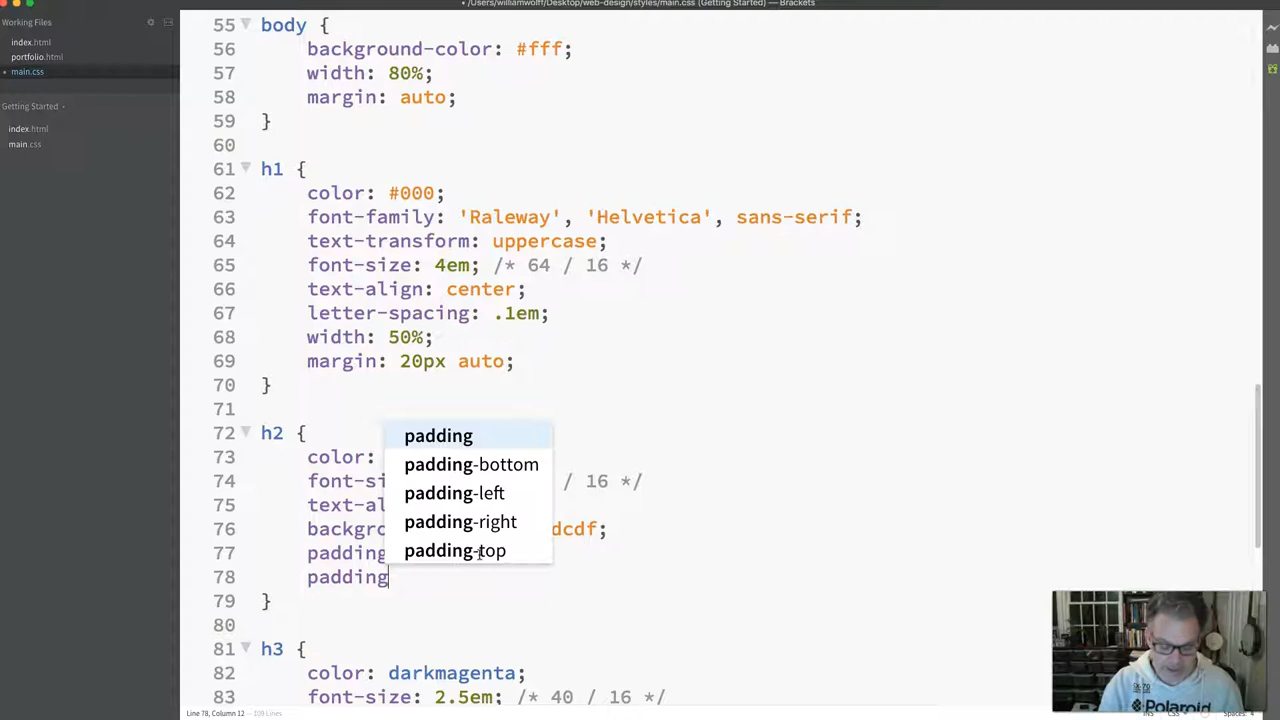 • /Users/williamwolff/Desktop/web-design/styles/main.css (Getting Started) — Brackets
Working Files
index.html
portfolio.html
main.css
Getting Started
index.html
main.css
55 body {
56 background-color: #fff;
57 width: 80%;
58 margin: auto;
59 }
60
61 h1 {
62 color: #000;
63 font-family: 'Raleway', 'Helvetica', sans-serif;
64 text-transform: uppercase;
65 font-size: 4em; /* 64 / 16 */
66 text-align: center;
67 letter-spacing: .1em;
68 width: 50%;
69 margin: 20px auto;
70 }
71
72 h2 {
73 color:
74 font-si / 16 */
75 text-al
76 backgro dcdf;
77 padding
78 padding
79 }
80
81 h3 {
82 color: darkmagenta;
83 font-size: 2.5em; /* 40 / 16 */
padding
padding-bottom
padding-left
padding-right
padding-top
Polaroid
Line 78, Column 12 — 109 Lines
INS CSS Spaces: 4